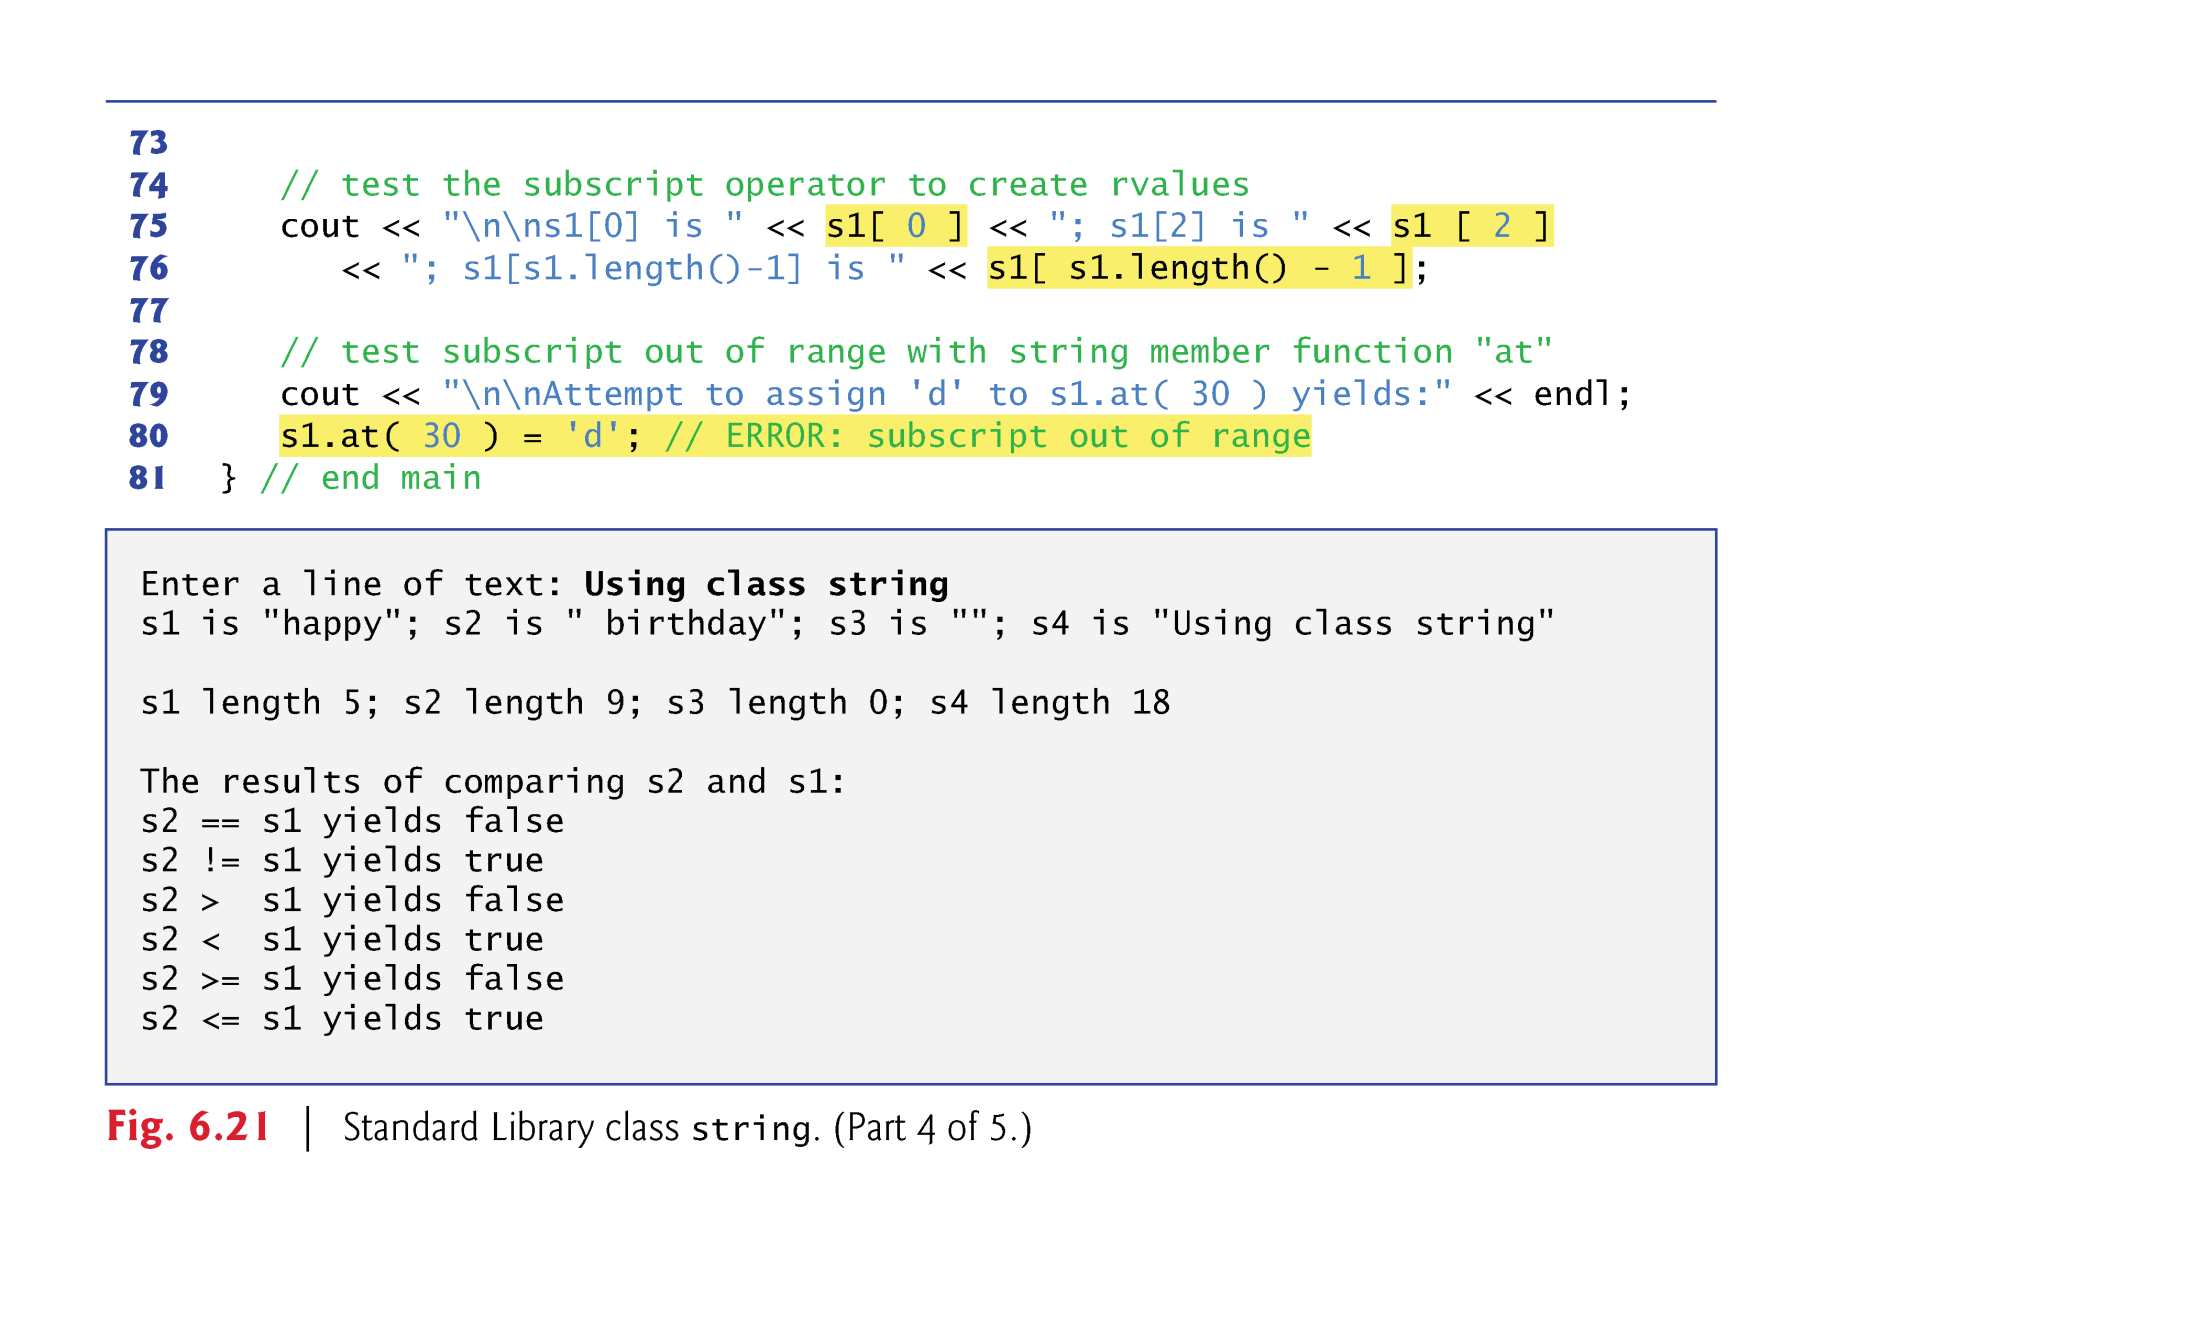 73
74 // test the subscript operator to create rvalues
75 cout << "\n\ns1[0] is " << s1[ 0 ] << "; s1[2] is " << s1 [ 2 ]
76 << "; s1[s1.length()-1] is " << s1[ s1.length() - 1 ];
77
78 // test subscript out of range with string member function "at"
79 cout << "\n\nAttempt to assign 'd' to s1.at( 30 ) yields:" << endl;
80 s1.at( 30 ) = 'd'; // ERROR: subscript out of range
81 } // end main
Enter a line of text: Using class string
s1 is "happy"; s2 is " birthday"; s3 is ""; s4 is "Using class string"
s1 length 5; s2 length 9; s3 length 0; s4 length 18
The results of comparing s2 and s1:
s2 == s1 yields false
s2 != s1 yields true
s2 >  s1 yields false
s2 <  s1 yields true
s2 >= s1 yields false
s2 <= s1 yields true
Fig. 6.21 | Standard Library class string. (Part 4 of 5.)